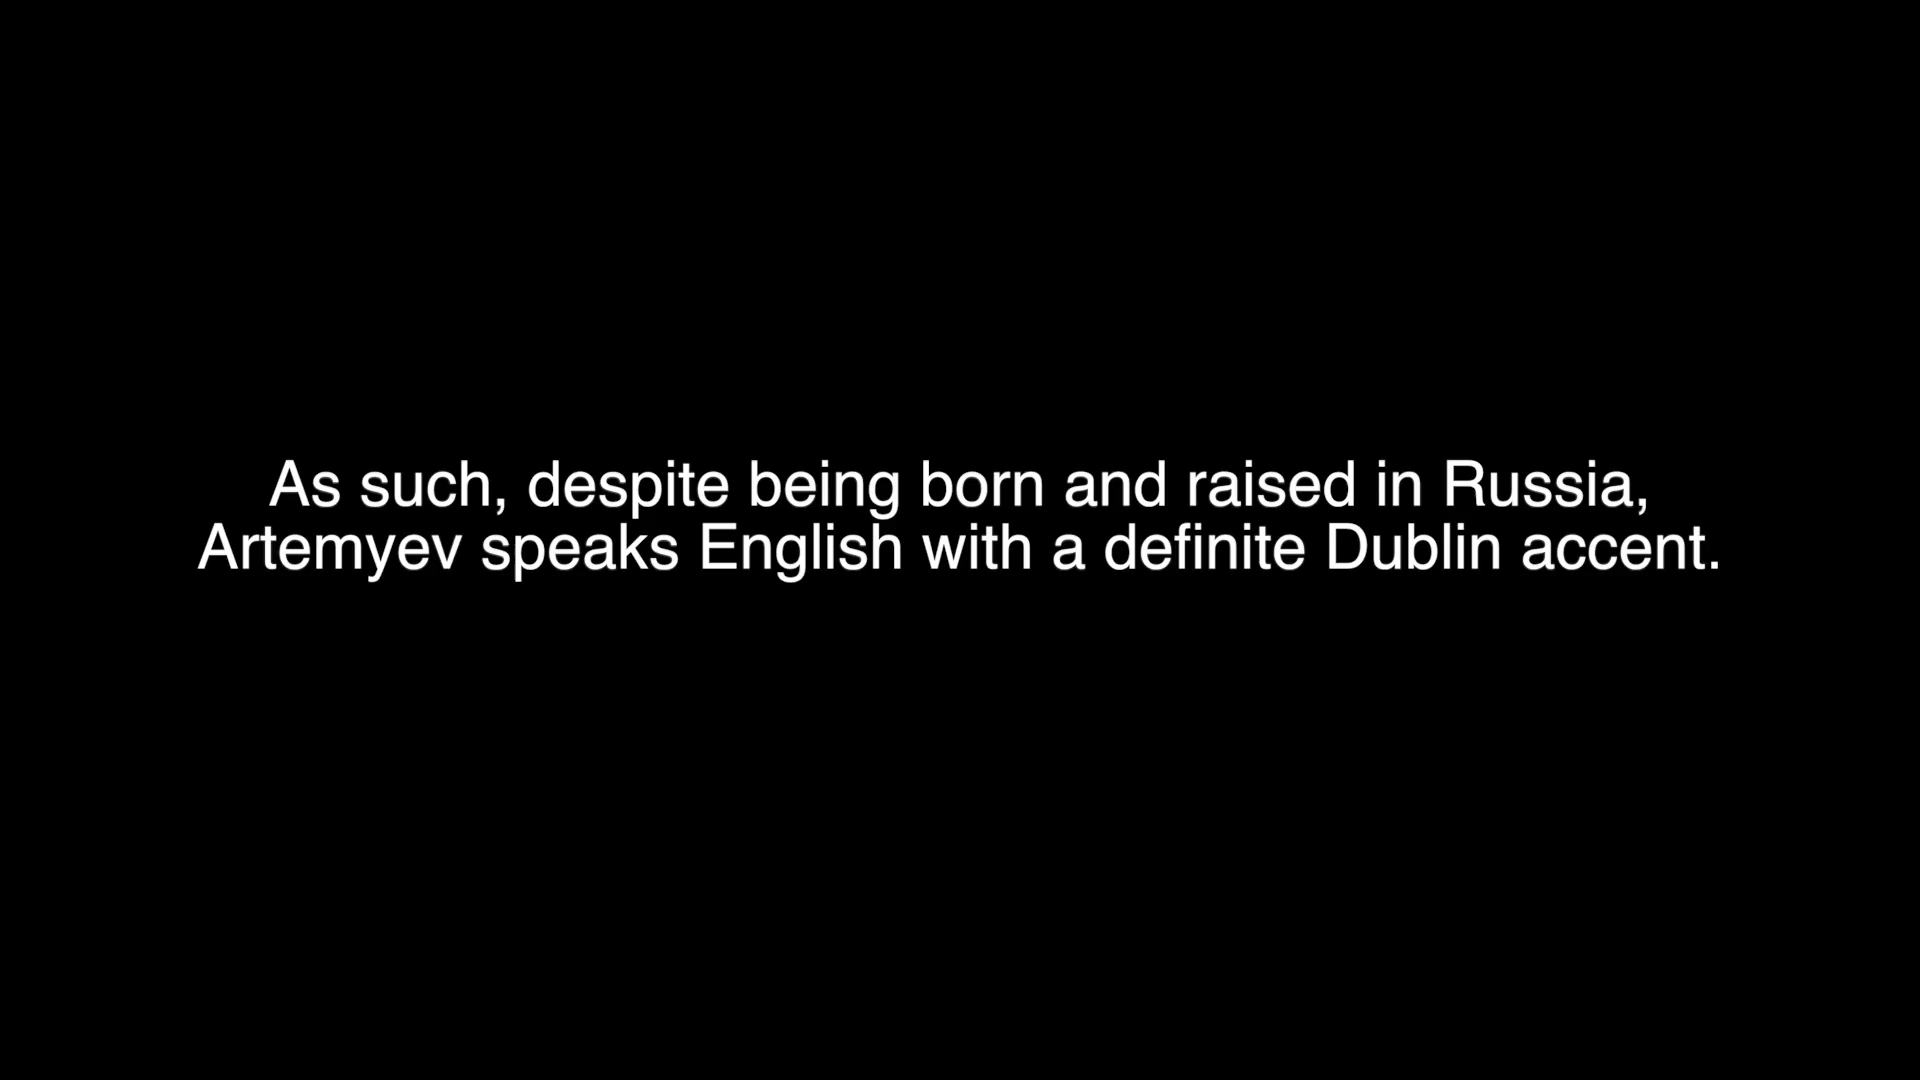 As such, despite being born and raised in Russia,
Artemyev speaks English with a definite Dublin accent.